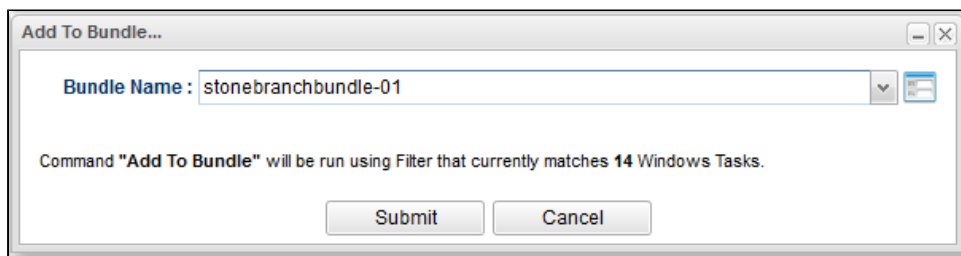 Add To Bundle...
Bundle Name : stonebranchbundle-01
Command "Add To Bundle" will be run using Filter that currently matches 14 Windows Tasks.
Submit Cancel